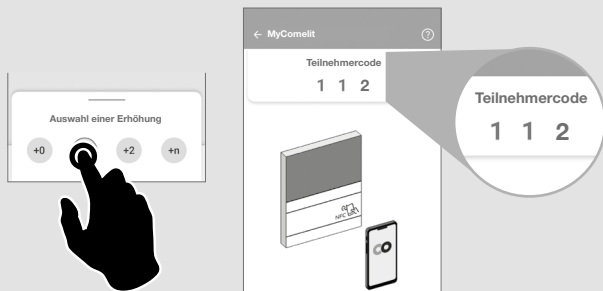 Auswahl einer Erhöhung
+0
+2
+n
← MyComelit
?
Teilnehmercode
1 1 2
NFC
Teilnehmercode
1 1 2